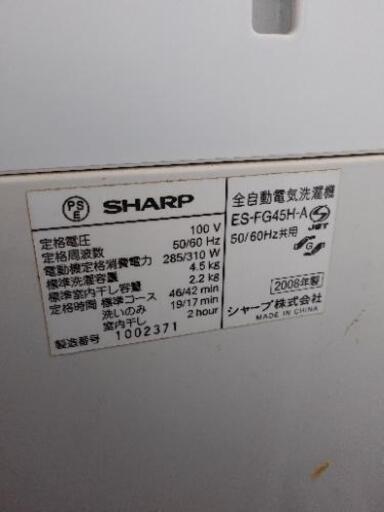 PS E SHARP
定格電圧 100 V
定格周波数 50/60 Hz
電動機定格消費電力 285/310 W
標準洗濯容量 4.5 kg
標準室内干し容量 2.2 kg
定格時間 標準コース 46/42 min
洗いのみ 19/17 min
室内干し 2 hour
製造番号 1002371
全自動電気洗濯機
ES-FG45H-A
50/60Hz共用
JET
G
2008年製
シャープ株式会社
MADE IN CHINA